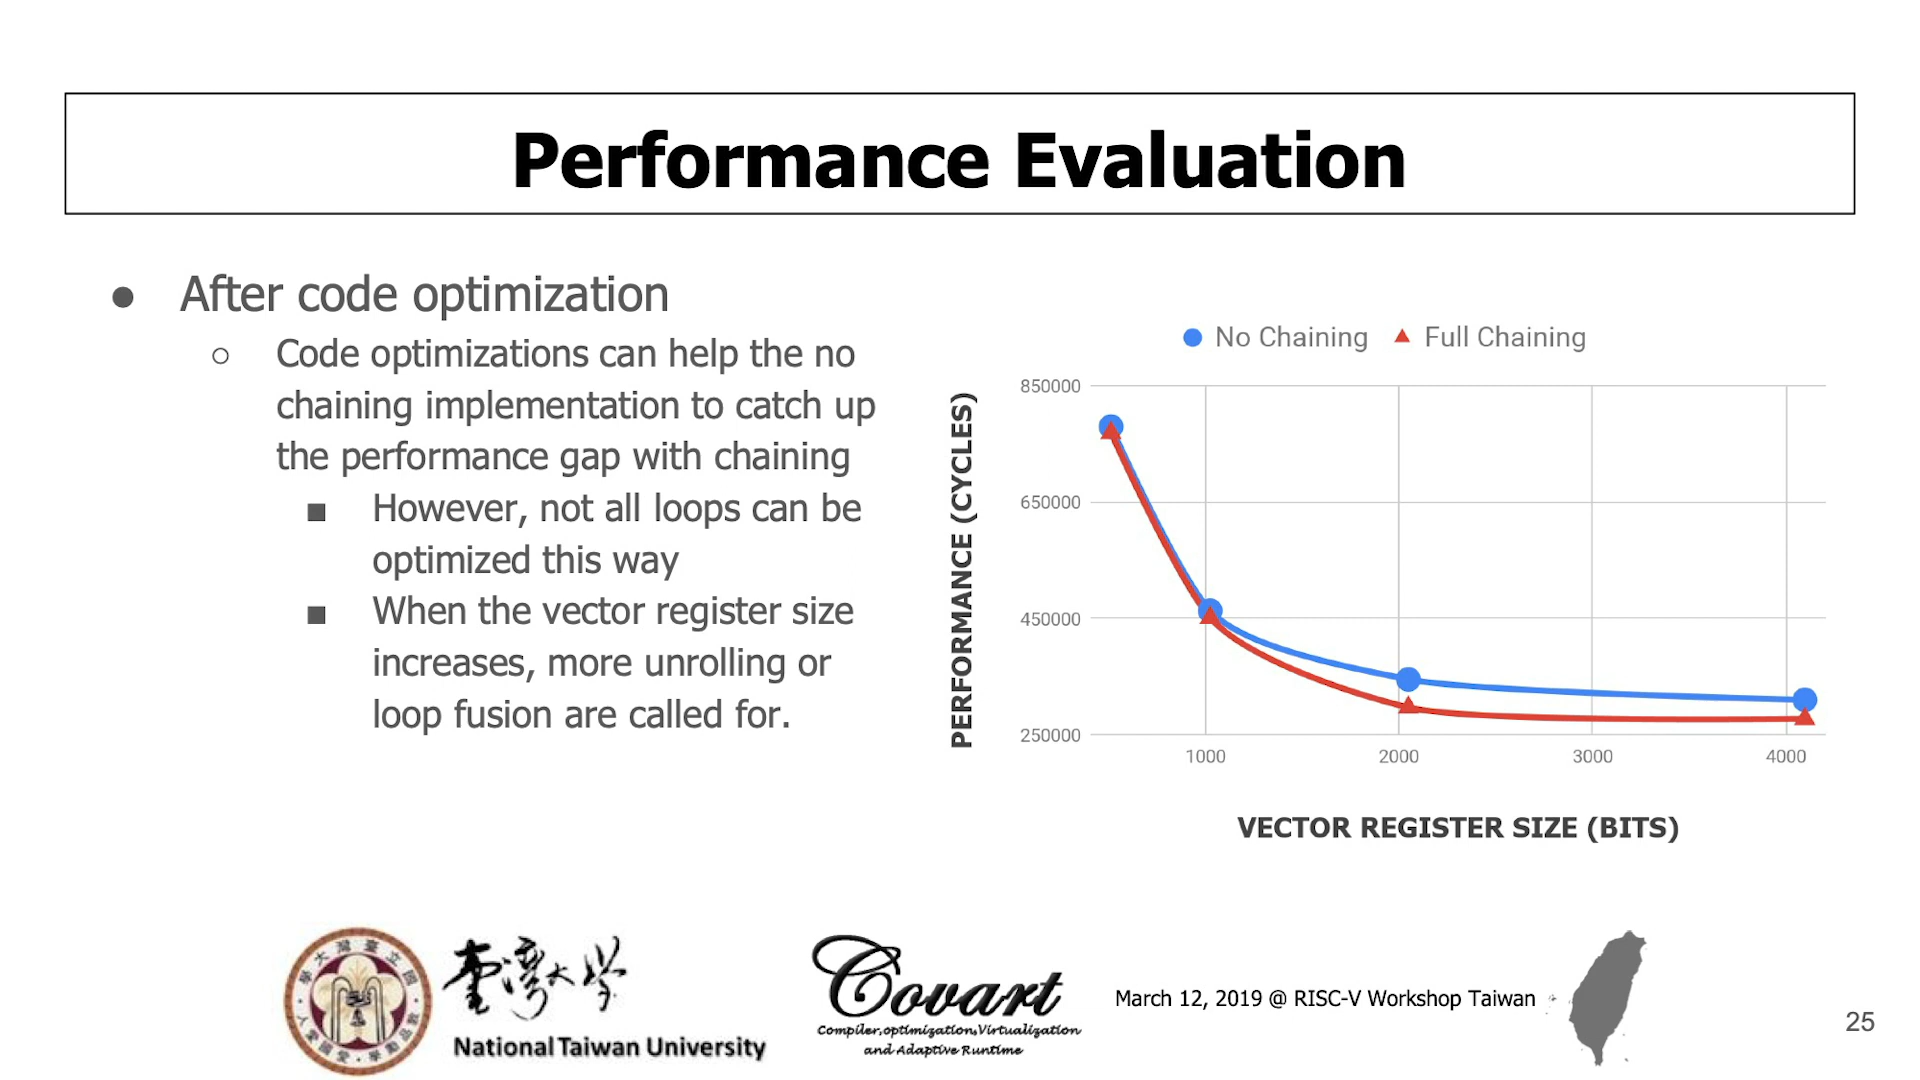 Performance Evaluation
● After code optimization
○ Code optimizations can help the no
chaining implementation to catch up
the performance gap with chaining
■ However, not all loops can be
optimized this way
■ When the vector register size
increases, more unrolling or
loop fusion are called for.
No Chaining Full Chaining
PERFORMANCE (CYCLES)
850000
650000
450000
250000
1000 2000 3000 4000
VECTOR REGISTER SIZE (BITS)
臺灣大學
National Taiwan University
Covart
Compiler,optimization,Virtualization
and Adaptive Runtime
March 12, 2019 @ RISC-V Workshop Taiwan
25